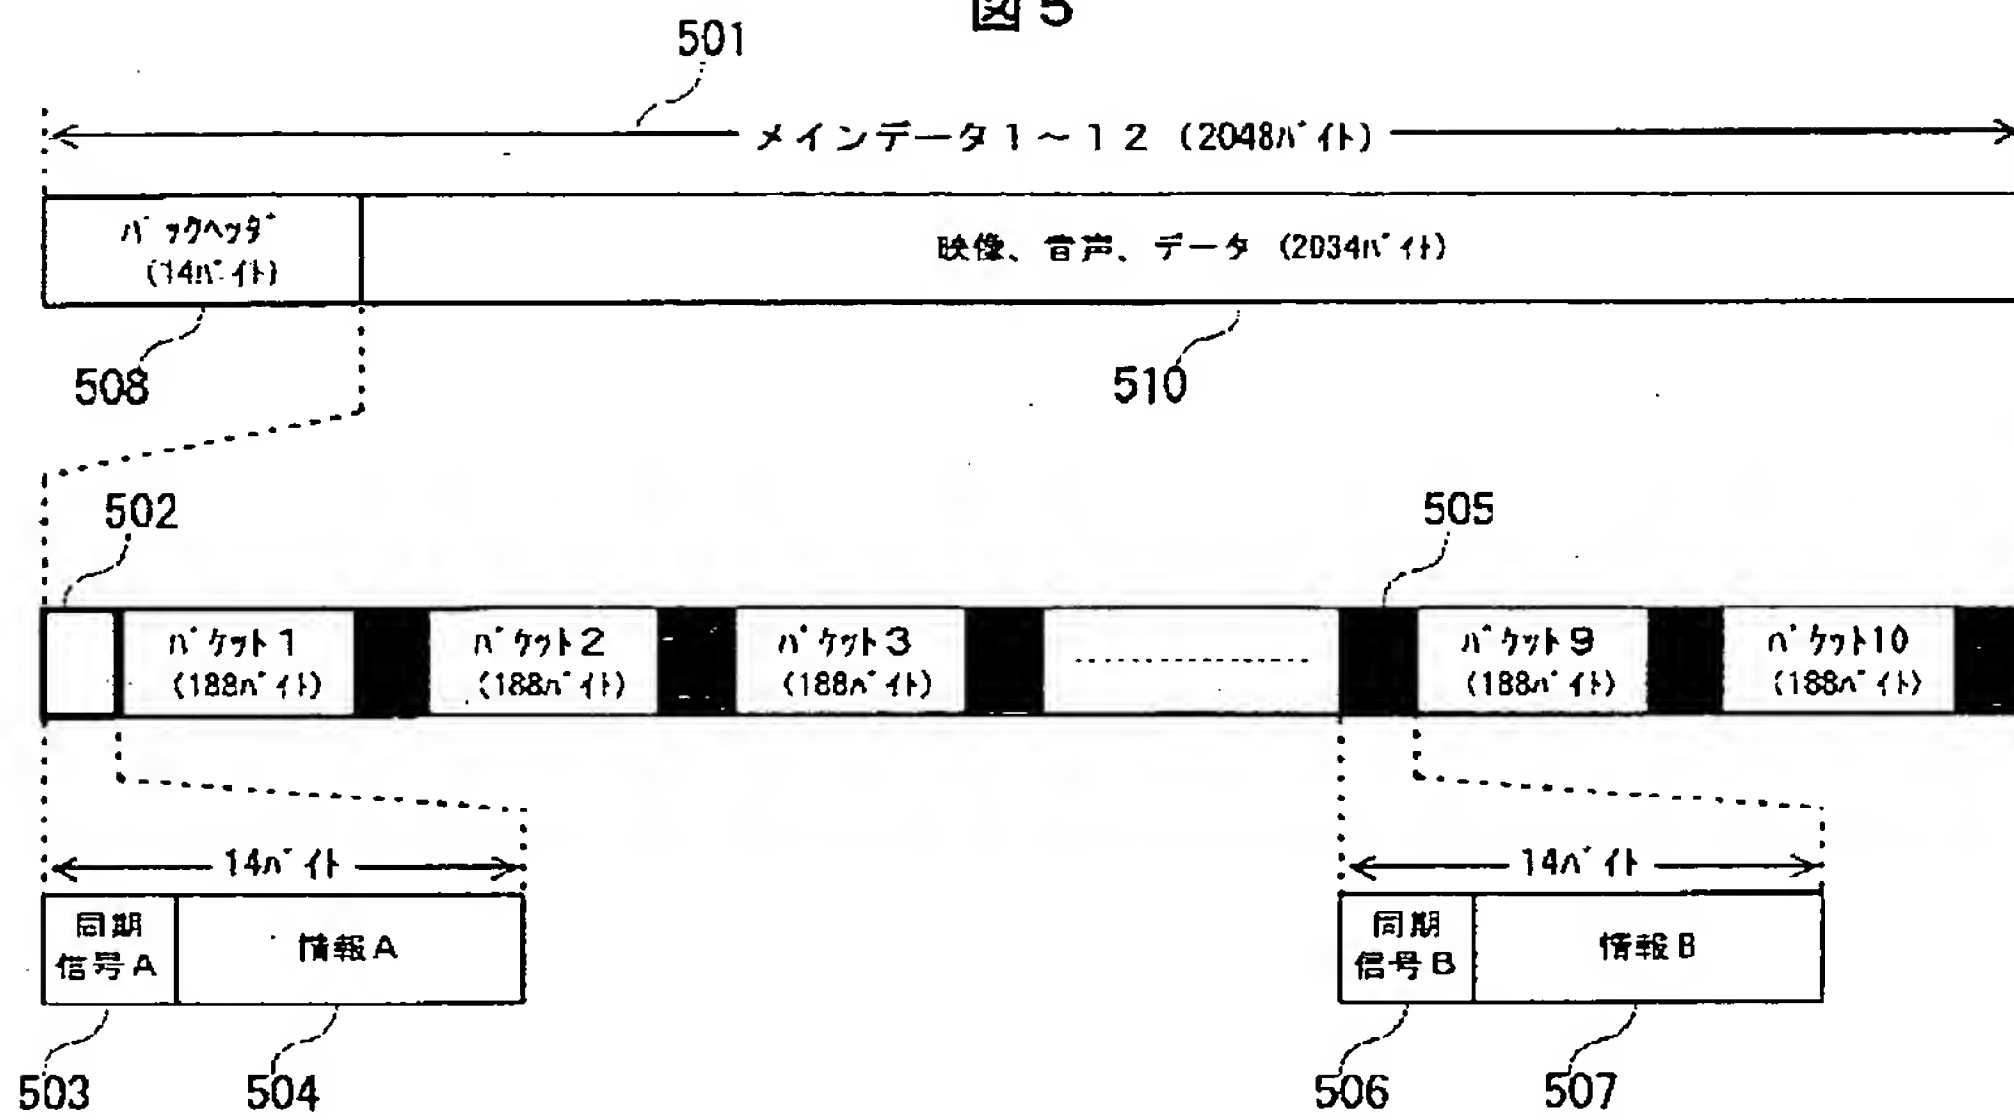 図5
501
メインデータ1～12 (2048ﾊﾞｲﾄ)
ﾊﾟｯｸﾍｯﾀﾞ
(14ﾊﾞｲﾄ)
映像、音声、データ (2034ﾊﾞｲﾄ)
508
510
502
505
ﾊﾟｹｯﾄ1
(188ﾊﾞｲﾄ)
ﾊﾟｹｯﾄ2
(188ﾊﾞｲﾄ)
ﾊﾟｹｯﾄ3
(188ﾊﾞｲﾄ)
ﾊﾟｹｯﾄ9
(188ﾊﾞｲﾄ)
ﾊﾟｹｯﾄ10
(188ﾊﾞｲﾄ)
14ﾊﾞｲﾄ
14ﾊﾞｲﾄ
同期
信号A
情報A
同期
信号B
情報B
503
504
506
507